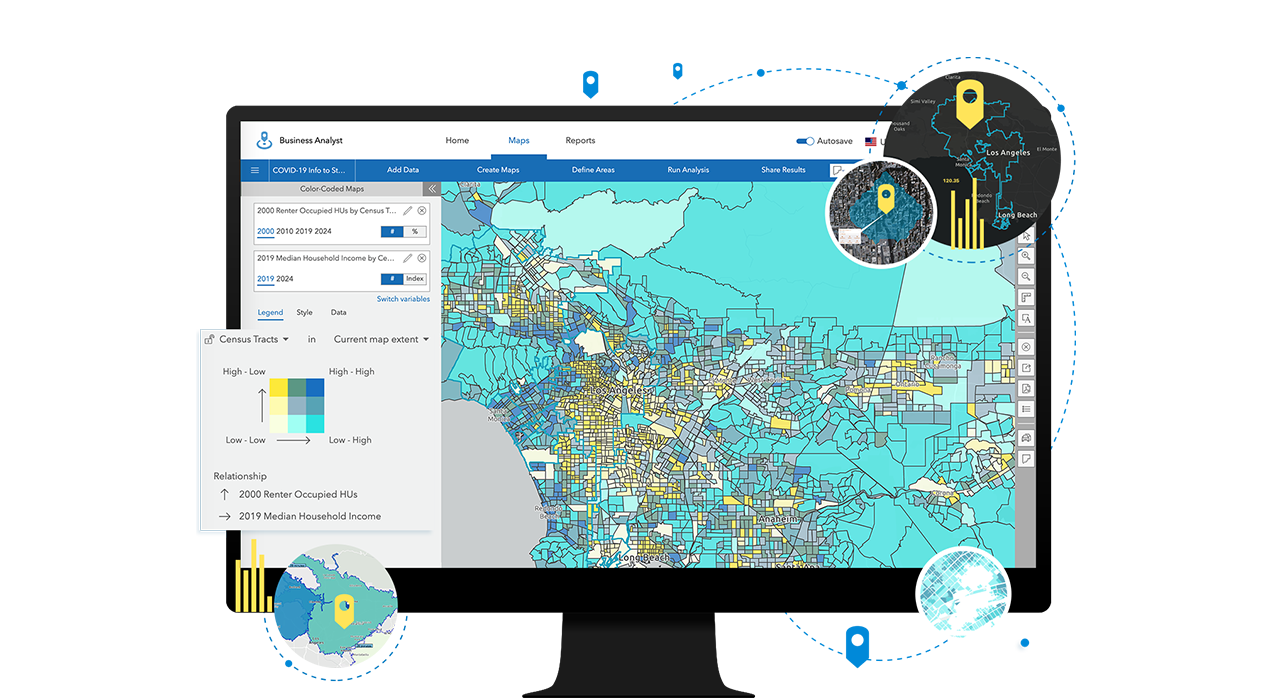 Business Analyst
Home
Maps
Reports
Autosave
COVID-19 Info to St...
Add Data
Create Maps
Define Areas
Run Analysis
Share Results
Color-Coded Maps
2000 Renter Occupied HUs by Census T...
2000 2010 2019 2024
# %
2019 Median Household Income by Ce...
2019 2024
# Index
Switch variables
Legend
Style
Data
Census Tracts in Current map extent
High - Low
High - High
Low - Low
Low - High
Relationship
2000 Renter Occupied HUs
2019 Median Household Income
Clarita
Simi Valley
Oaks
Los Angeles
El Monte
Santa
120.35
Beach
Long Beach
Los Angeles
Ontario
Anaheim
Long Beach